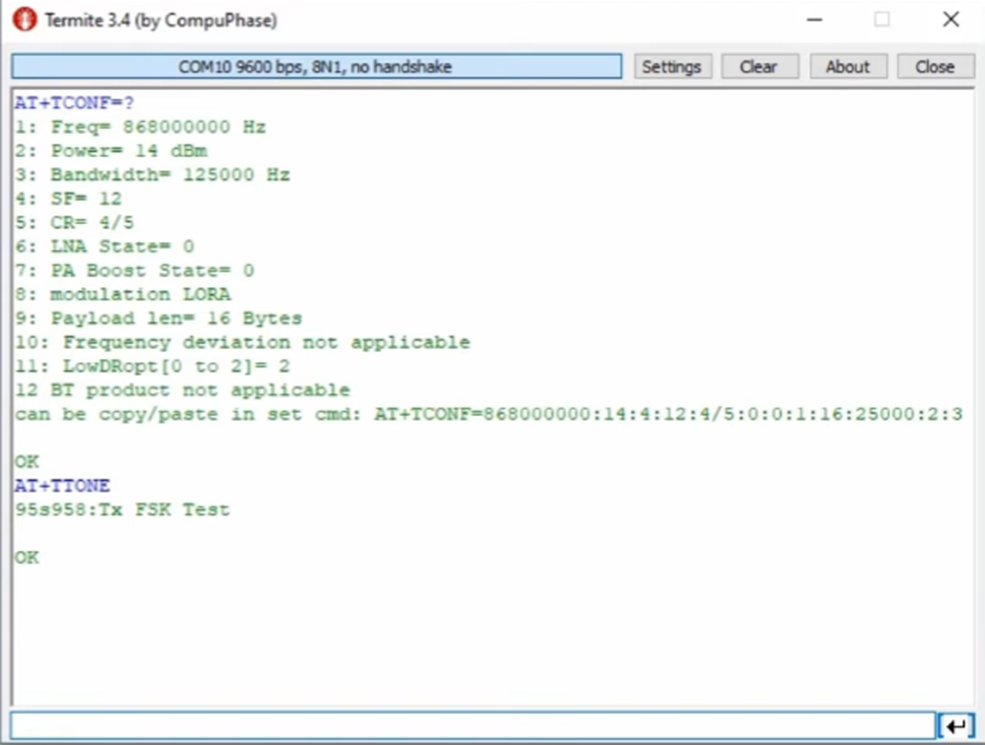 Termite 3.4 (by CompuPhase)
COM10 9600 bps, 8N1, no handshake
Settings
Clear
About
Close
AT+TCONF=?
1: Freq= 868000000 Hz
2: Power= 14 dBm
3: Bandwidth= 125000 Hz
4: SF= 12
5: CR= 4/5
6: LNA State= 0
7: PA Boost State= 0
8: modulation LORA
9: Payload len= 16 Bytes
10: Frequency deviation not applicable
11: LowDRopt[0 to 2]= 2
12 BT product not applicable
can be copy/paste in set cmd: AT+TCONF=868000000:14:4:12:4/5:0:0:1:16:25000:2:3
OK
AT+TTONE
95s958:Tx FSK Test
OK